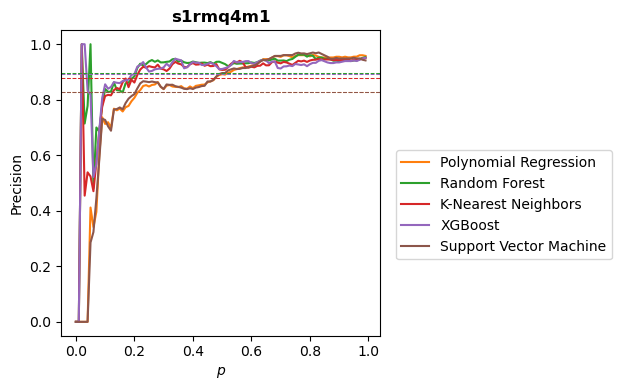 s1rmq4m1
Precision
1.0
0.8
0.6
0.4
0.2
0.0
0.0 0.2 0.4 0.6 0.8 1.0
p
Polynomial Regression
Random Forest
K-Nearest Neighbors
XGBoost
Support Vector Machine